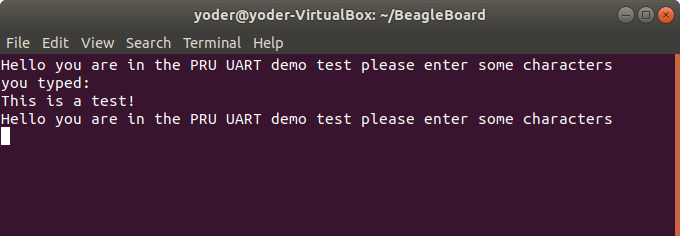 yoder@yoder-VirtualBox: ~/BeagleBoard
File Edit View Search Terminal Help
Hello you are in the PRU UART demo test please enter some characters
you typed:
This is a test!
Hello you are in the PRU UART demo test please enter some characters